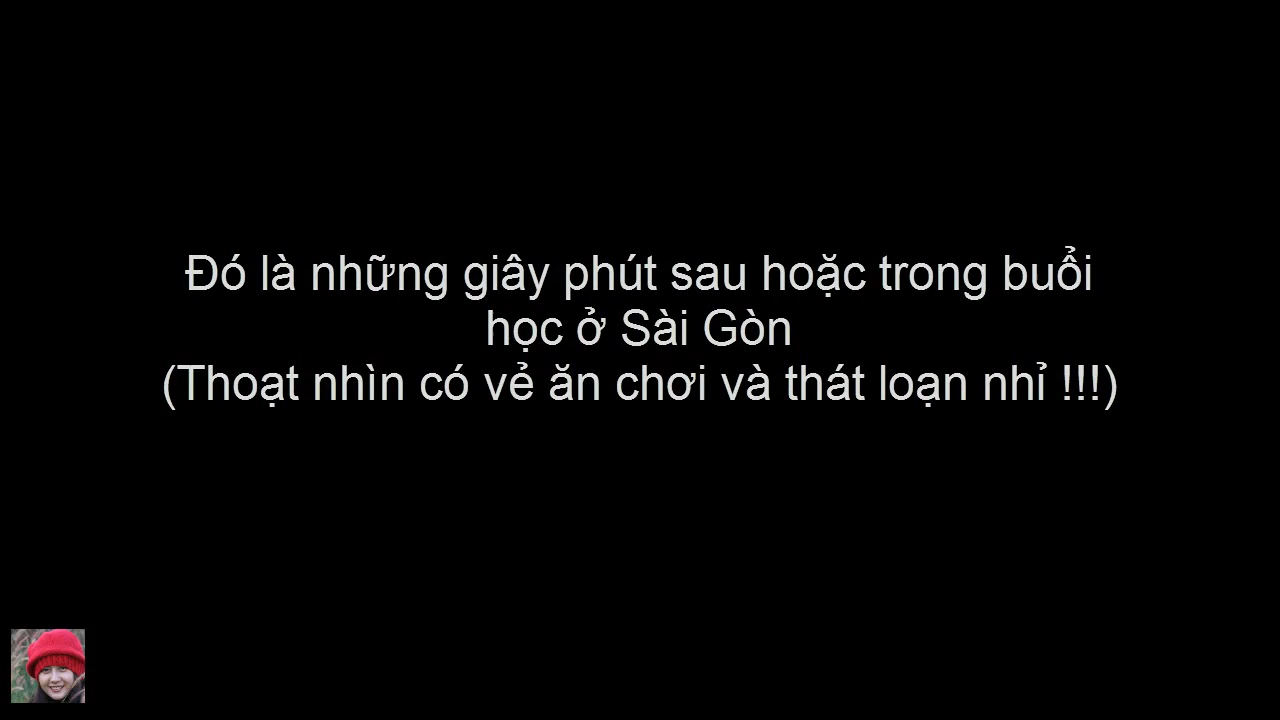 Đó là những giây phút sau hoặc trong buổi
học ở Sài Gòn
(Thoạt nhìn có vẻ ăn chơi và thát loạn nhỉ !!!)